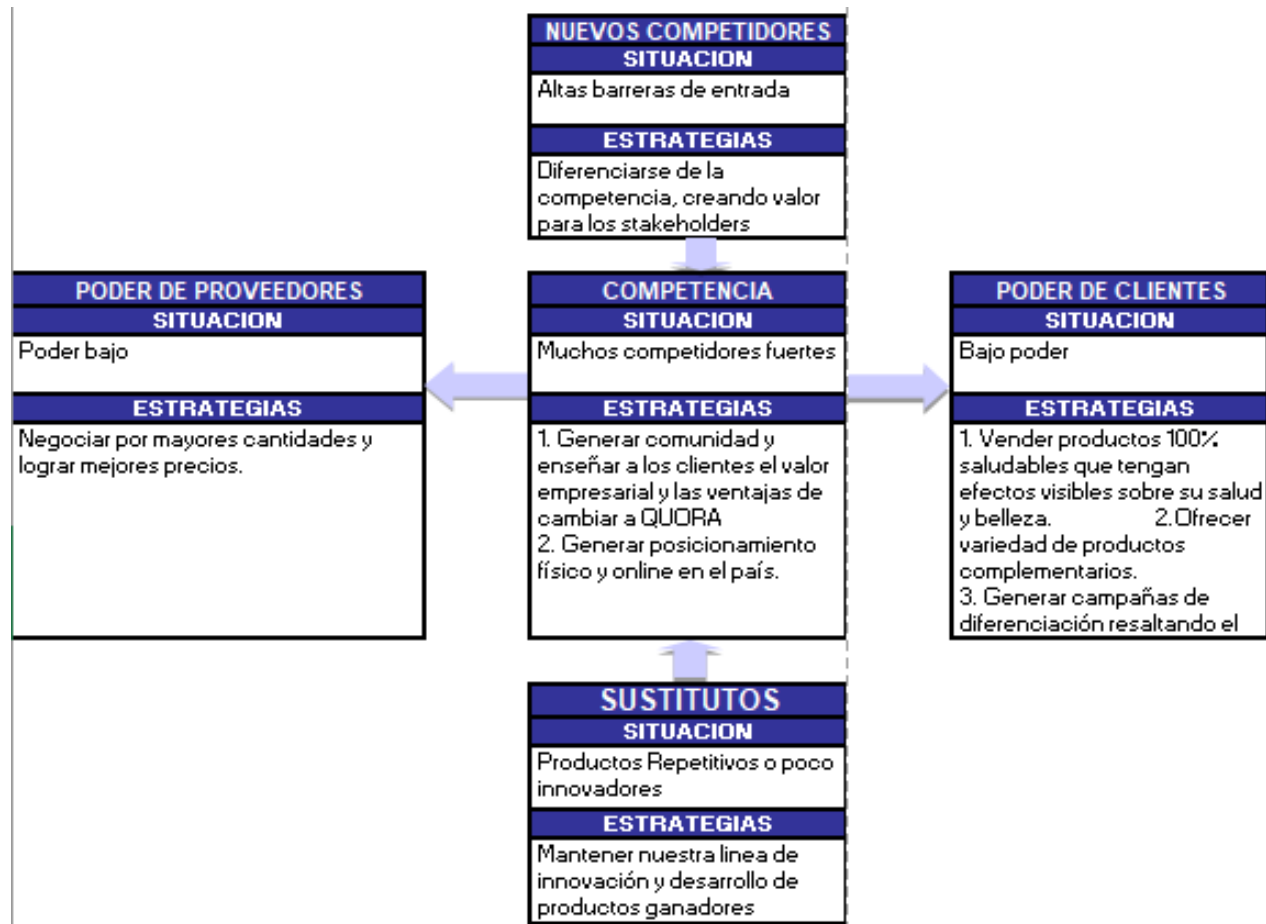 NUEVOS COMPETIDORES
SITUACION
Altas barreras de entrada
ESTRATEGIAS
Diferenciarse de la
competencia, creando valor
para los stakeholders
PODER DE PROVEEDORES
SITUACION
Poder bajo
ESTRATEGIAS
Negociar por mayores cantidades y
lograr mejores precios.
COMPETENCIA
SITUACION
Muchos competidores fuertes
ESTRATEGIAS
1. Generar comunidad y
enseñar a los clientes el valor
empresarial y las ventajas de
cambiar a QUORA
2. Generar posicionamiento
físico y online en el país.
PODER DE CLIENTES
SITUACION
Bajo poder
ESTRATEGIAS
1. Vender productos 100%
saludables que tengan
efectos visibles sobre su salud
y belleza. 2.Ofrecer
variedad de productos
complementarios.
3. Generar campañas de
diferenciación resaltando el
SUSTITUTOS
SITUACION
Productos Repetitivos o poco
innovadores
ESTRATEGIAS
Mantener nuestra linea de
innovación y desarrollo de
productos ganadores